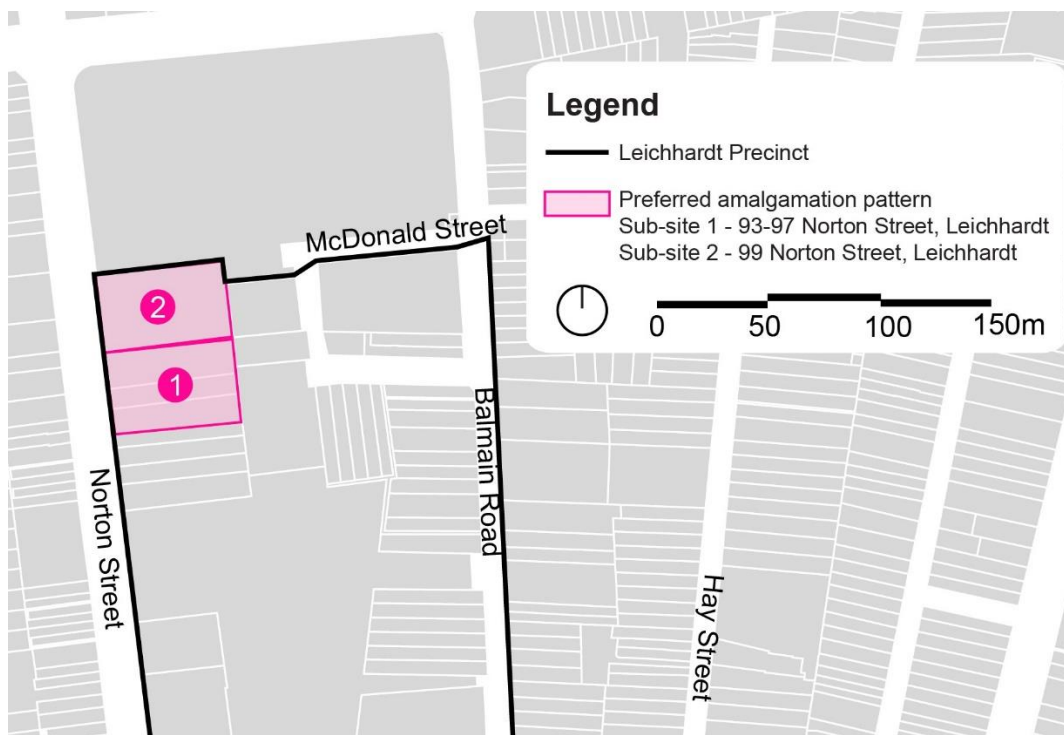 Legend
Leichhardt Precinct
Preferred amalgamation pattern
Sub-site 1 - 93-97 Norton Street, Leichhardt
Sub-site 2 - 99 Norton Street, Leichhardt
0 50 100 150m
McDonald Street
2
1
Norton Street
Balmain Road
Hay Street